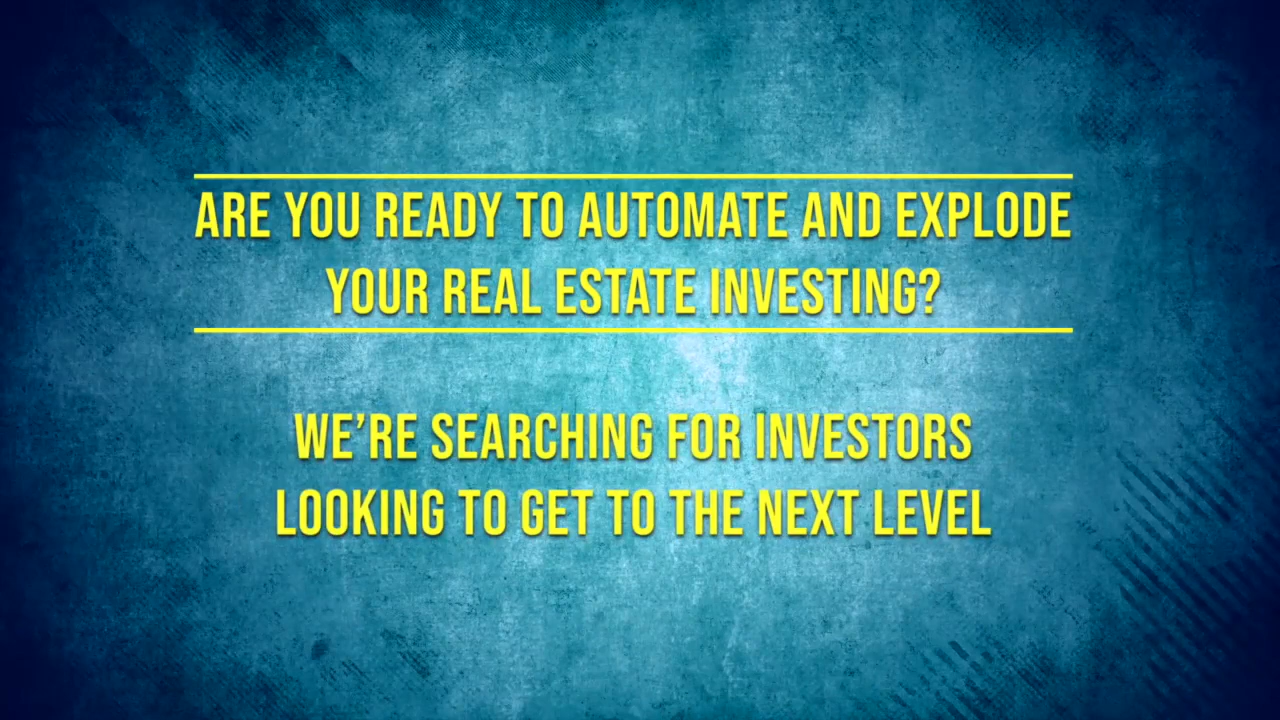 ARE YOU READY TO AUTOMATE AND EXPLODE
YOUR REAL ESTATE INVESTING?
WE’RE SEARCHING FOR INVESTORS
LOOKING TO GET TO THE NEXT LEVEL